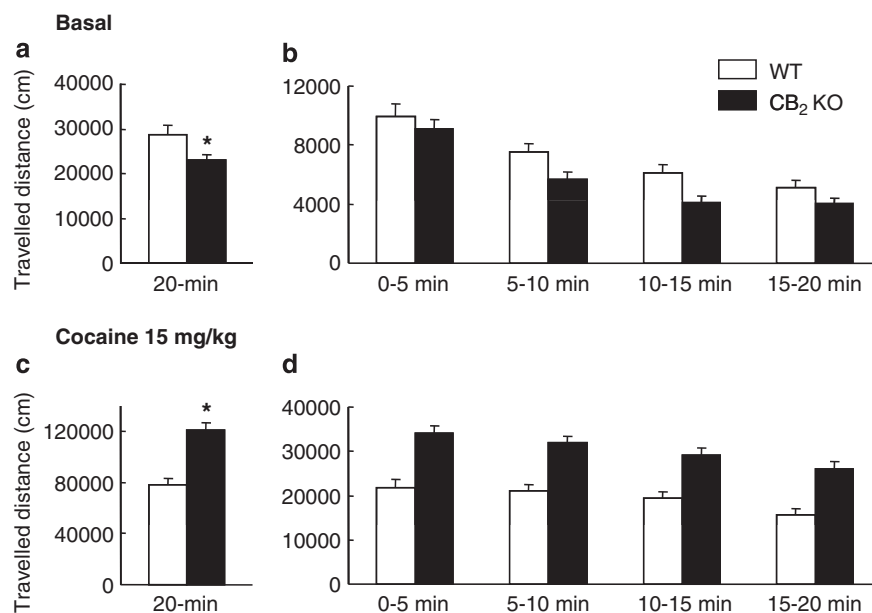 Basal
a
Travelled distance (cm)
40000
30000
20000
10000
0
*
20-min
b
12000
8000
4000
0
0-5 min 5-10 min 10-15 min 15-20 min
WT
CB₂ KO
Cocaine 15 mg/kg
c
Travelled distance (cm)
120000
80000
40000
0
*
20-min
d
40000
30000
20000
10000
0
0-5 min 5-10 min 10-15 min 15-20 min